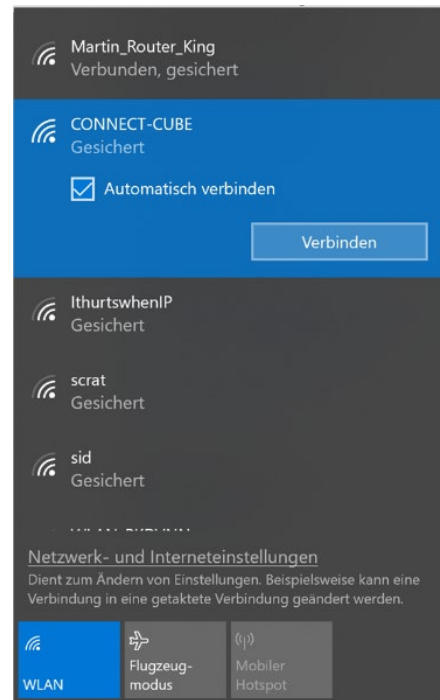 Martin_Router_King
Verbunden, gesichert
CONNECT-CUBE
Gesichert
Automatisch verbinden
Verbinden
IthurtswhenIP
Gesichert
scrat
Gesichert
sid
Gesichert
Netzwerk- und Interneteinstellungen
Dient zum Ändern von Einstellungen. Beispielsweise kann eine
Verbindung in eine getaktete Verbindung geändert werden.
WLAN
Flugzeug-
modus
Mobiler
Hotspot